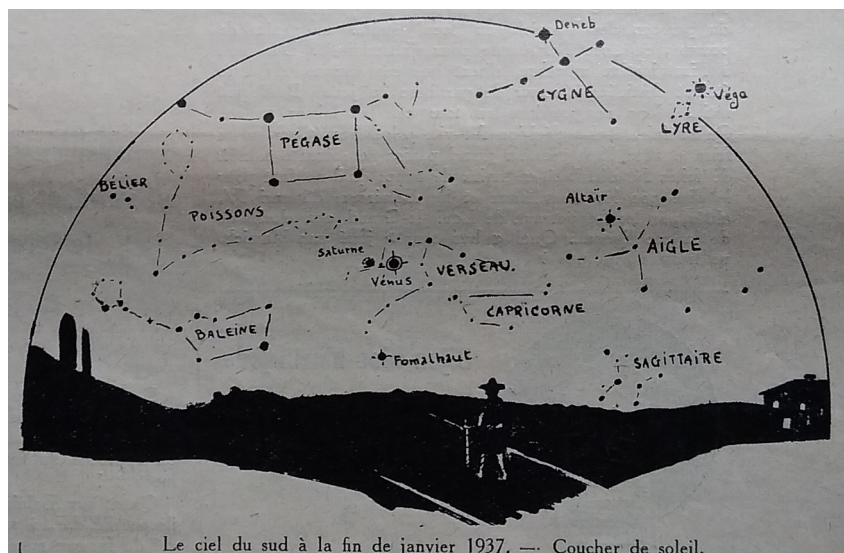 Deneb
CYGNE
Véga
LYRE
PÉGASE
BÉLIER
POISSONS
Altaïr
AIGLE
Saturne
Vénus
VERSEAU.
CAPRICORNE
BALEINE
Fomalhaut
SAGITTAIRE
Le ciel du sud à la fin de janvier 1937. — Coucher de soleil.